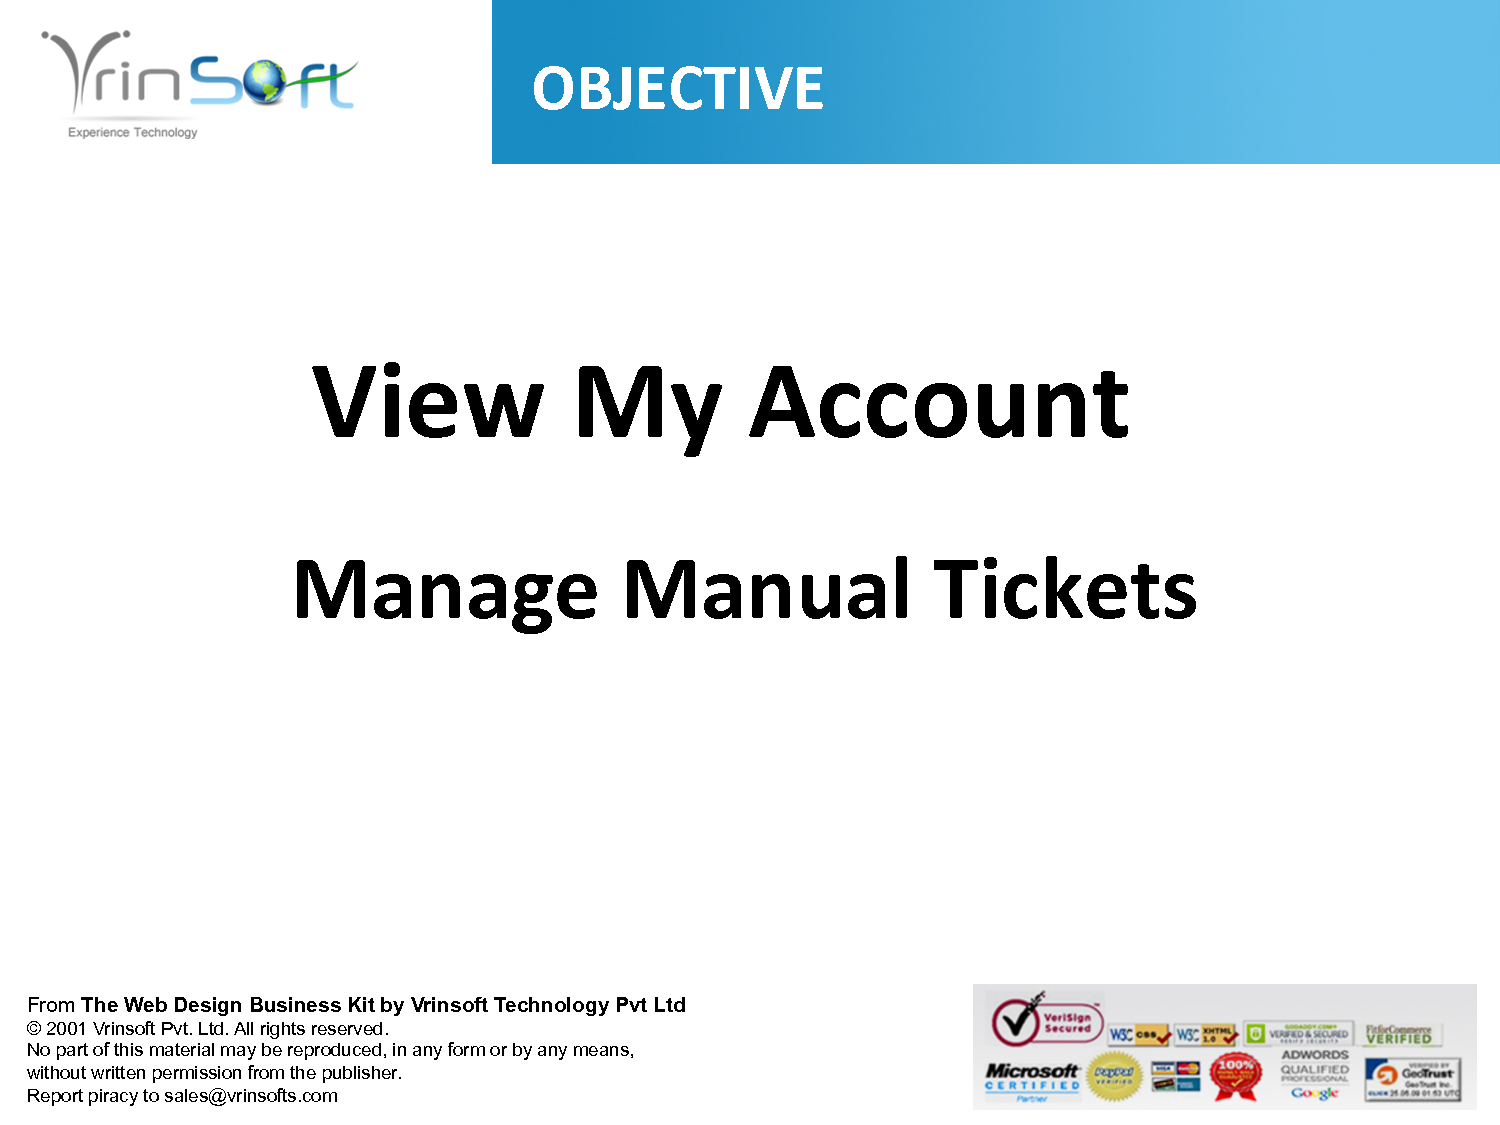 VrinSoft
Experience Technology
OBJECTIVE
View My Account
Manage Manual Tickets
From The Web Design Business Kit by Vrinsoft Technology Pvt Ltd
© 2001 Vrinsoft Pvt. Ltd. All rights reserved.
No part of this material may be reproduced, in any form or by any means,
without written permission from the publisher.
Report piracy to sales@vrinsofts.com
VeriSign
Secured
W3C css
W3C XHTML 1.0
VERIFIED & SECURED
FitforCommerce
VERIFIED
Microsoft
CERTIFIED
Partner
PayPal
VERIFIED
100%
ADWORDS
QUALIFIED
PROFESSIONAL
Google
VERIFIED BY
GeoTrust
GeoTrust Inc.